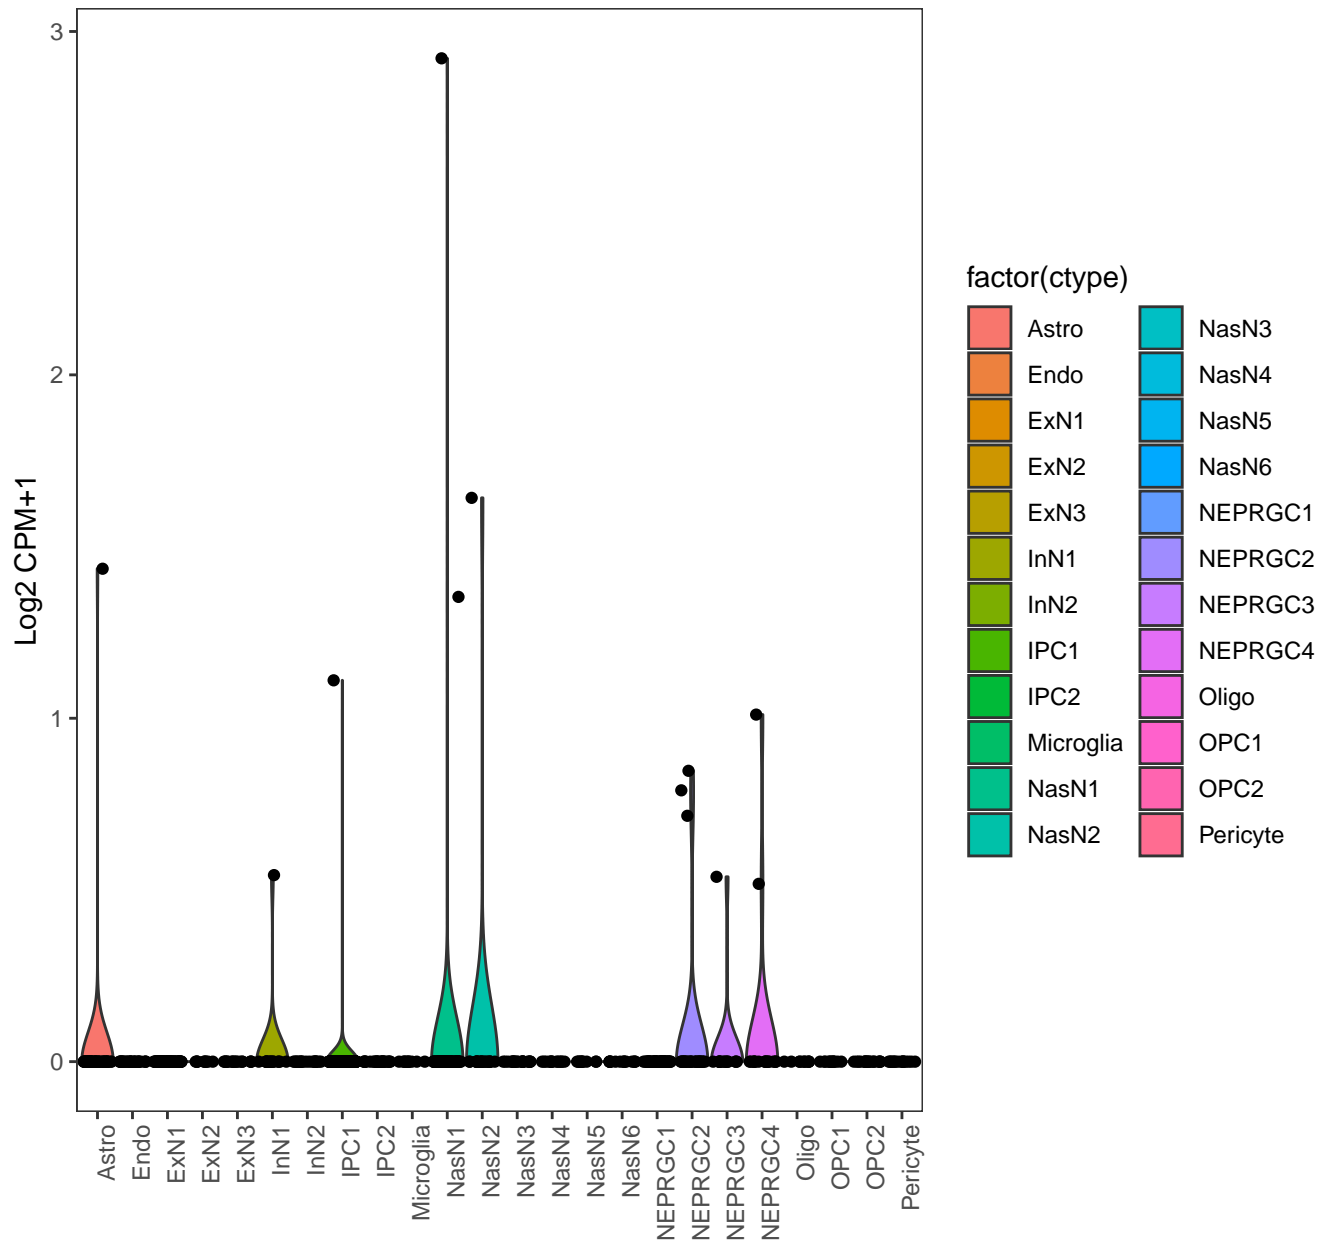 3
2
1
0
Log2 CPM+1
Astro
Endo
ExN1
ExN2
ExN3
InN1
InN2
IPC1
IPC2
Microglia
NasN1
NasN2
NasN3
NasN4
NasN5
NasN6
NEPRGC1
NEPRGC2
NEPRGC3
NEPRGC4
Oligo
OPC1
OPC2
Pericyte
factor(ctype)
Astro
Endo
ExN1
ExN2
ExN3
InN1
InN2
IPC1
IPC2
Microglia
NasN1
NasN2
NasN3
NasN4
NasN5
NasN6
NEPRGC1
NEPRGC2
NEPRGC3
NEPRGC4
Oligo
OPC1
OPC2
Pericyte